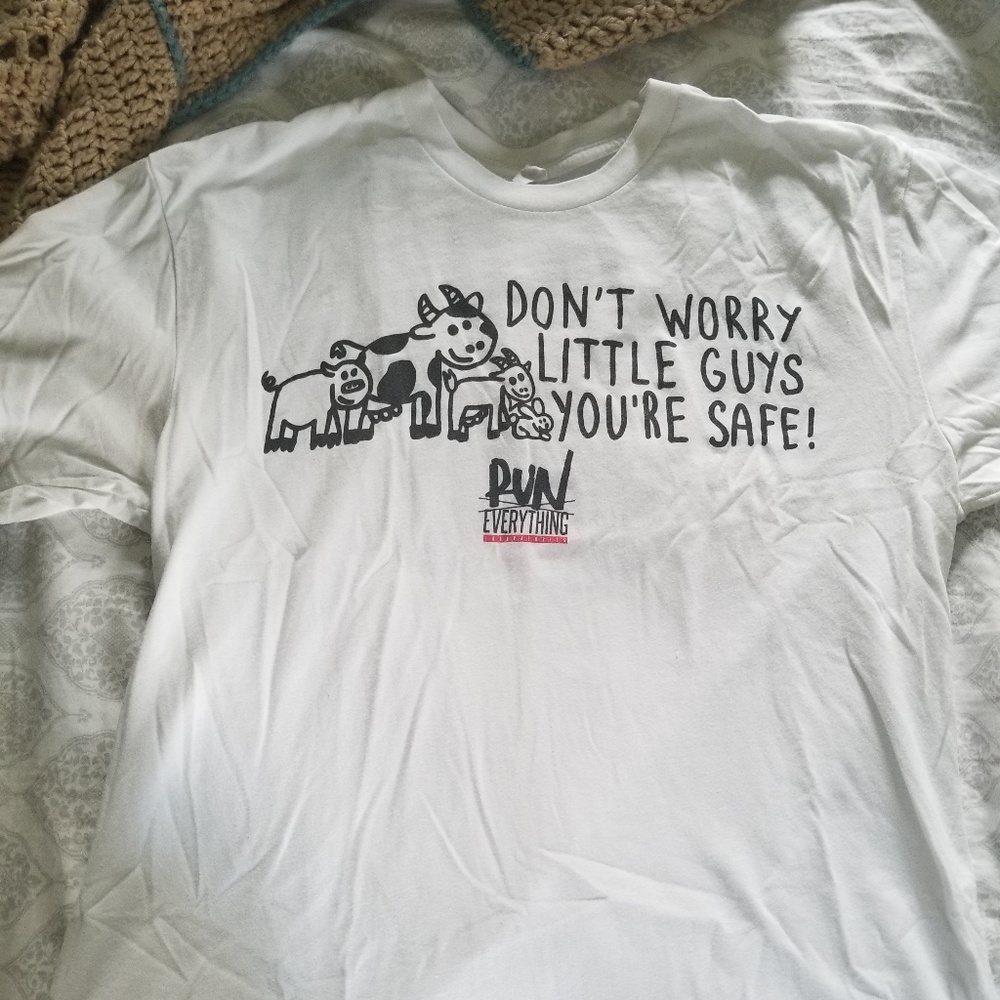 DON'T WORRY
LITTLE GUYS
YOU'RE SAFE!
RUN
EVERYTHING